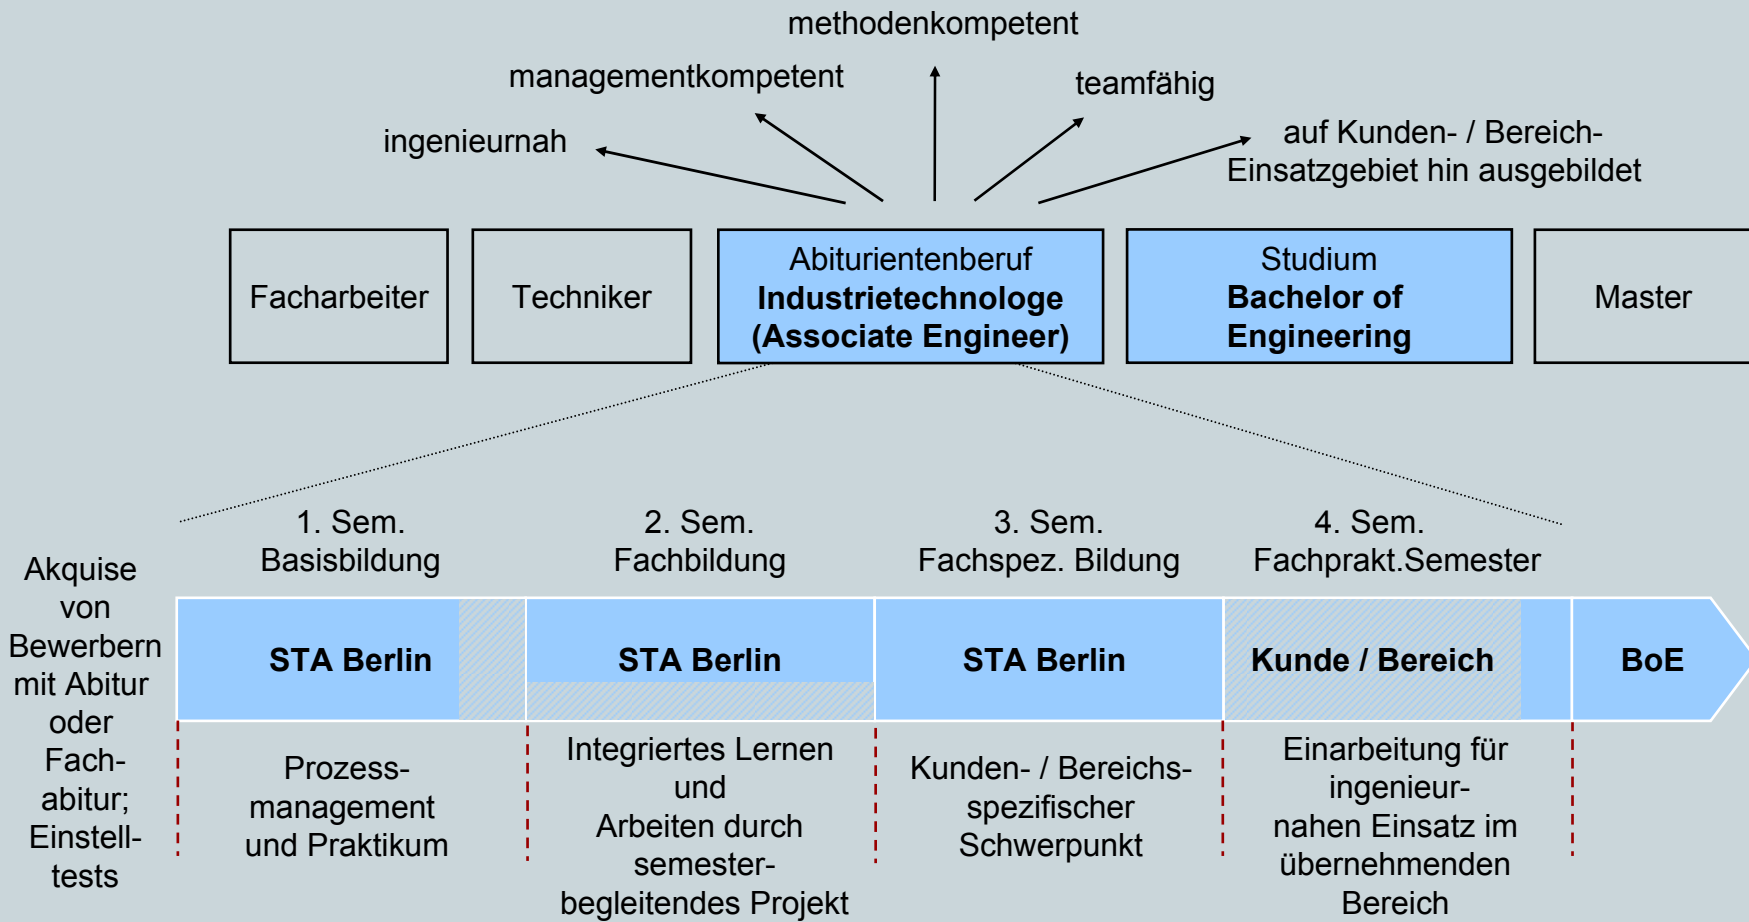 methodenkompetent
managementkompetent
teamfähig
ingenieurnah
auf Kunden- / Bereich-
Einsatzgebiet hin ausgebildet
Facharbeiter
Techniker
Abiturientenberuf
Industrietechnologe
(Associate Engineer)
Studium
Bachelor of
Engineering
Master
Akquise
von
Bewerbern
mit Abitur
oder
Fach-
abitur;
Einstell-
tests
1. Sem.
Basisbildung
2. Sem.
Fachbildung
3. Sem.
Fachspez. Bildung
4. Sem.
Fachprakt.Semester
STA Berlin
STA Berlin
STA Berlin
Kunde / Bereich
BoE
Prozess-
management
und Praktikum
Integriertes Lernen
und
Arbeiten durch
semester-
begleitendes Projekt
Kunden- / Bereichs-
spezifischer
Schwerpunkt
Einarbeitung für
ingenieur-
nahen Einsatz im
übernehmenden
Bereich